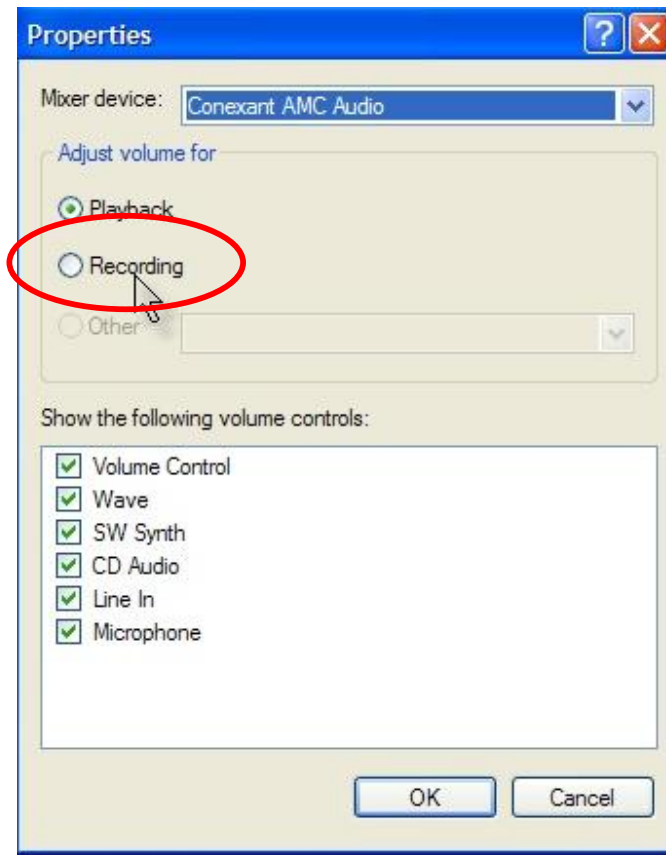 Properties
Mixer device: Conexant AMC Audio
Adjust volume for
Playback
Recording
Other
Show the following volume controls:
Volume Control
Wave
SW Synth
CD Audio
Line In
Microphone
OK Cancel